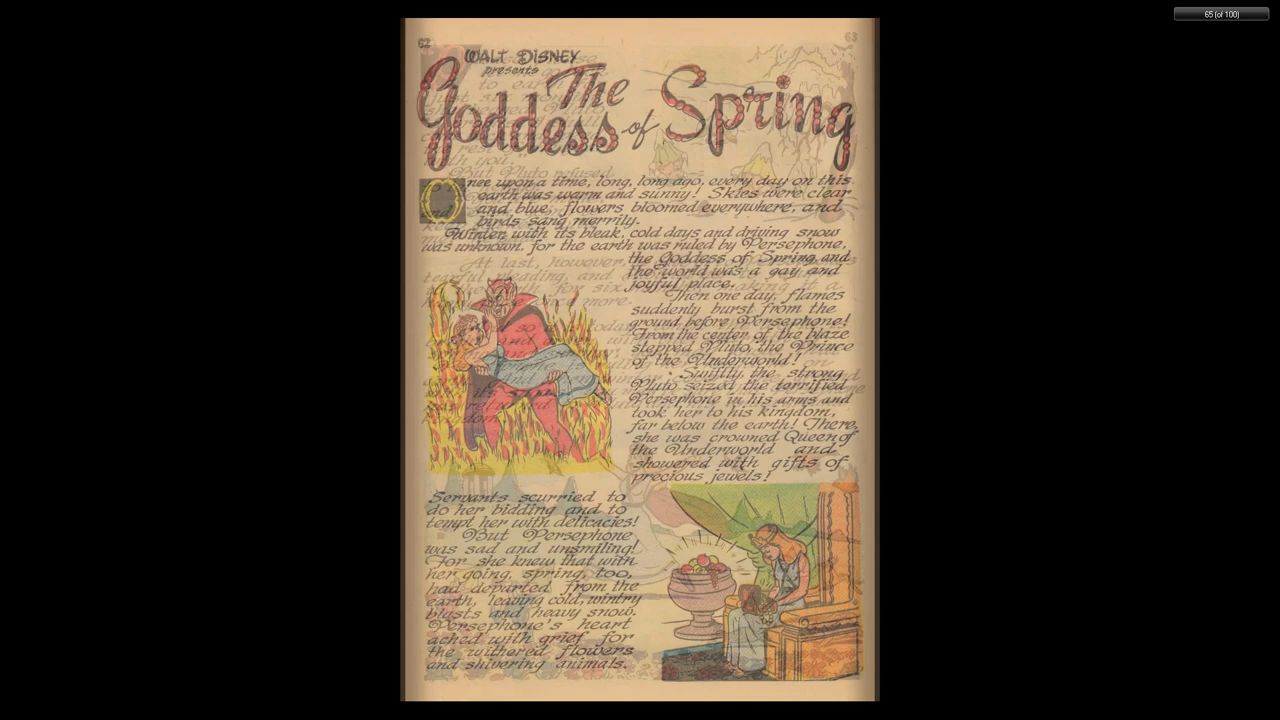 65 (of 100)
62
63
WALT DISNEY
presents
The
Goddess of Spring
Once upon a time, long, long ago, every day on this
earth was warm and sunny! Skies were clear
and blue, flowers bloomed everywhere, and
birds sang merrily.
Winter with its bleak, cold days and driving snow
was unknown, for the earth was ruled by Persephone,
the Goddess of Spring, and
the world was a gay and
joyful place.
Then one day, flames
suddenly burst from the
ground before Persephone!
From the center of the blaze
stepped Pluto, the Prince
of the Underworld!
Swiftly, the strong
Pluto seized the terrified
Persephone in his arms and
took her to his kingdom,
far below the earth! There,
she was crowned Queen of
the Underworld and
showered with gifts of
precious jewels!
Servants scurried to
do her bidding and to
tempt her with delicacies!
But Persephone
was sad and unsmiling!
For she knew that with
her going, spring, too,
had departed from the
earth, leaving cold, wintry
blasts and heavy snow.
Persephone's heart
ached with grief for
the withered flowers
and shivering animals.